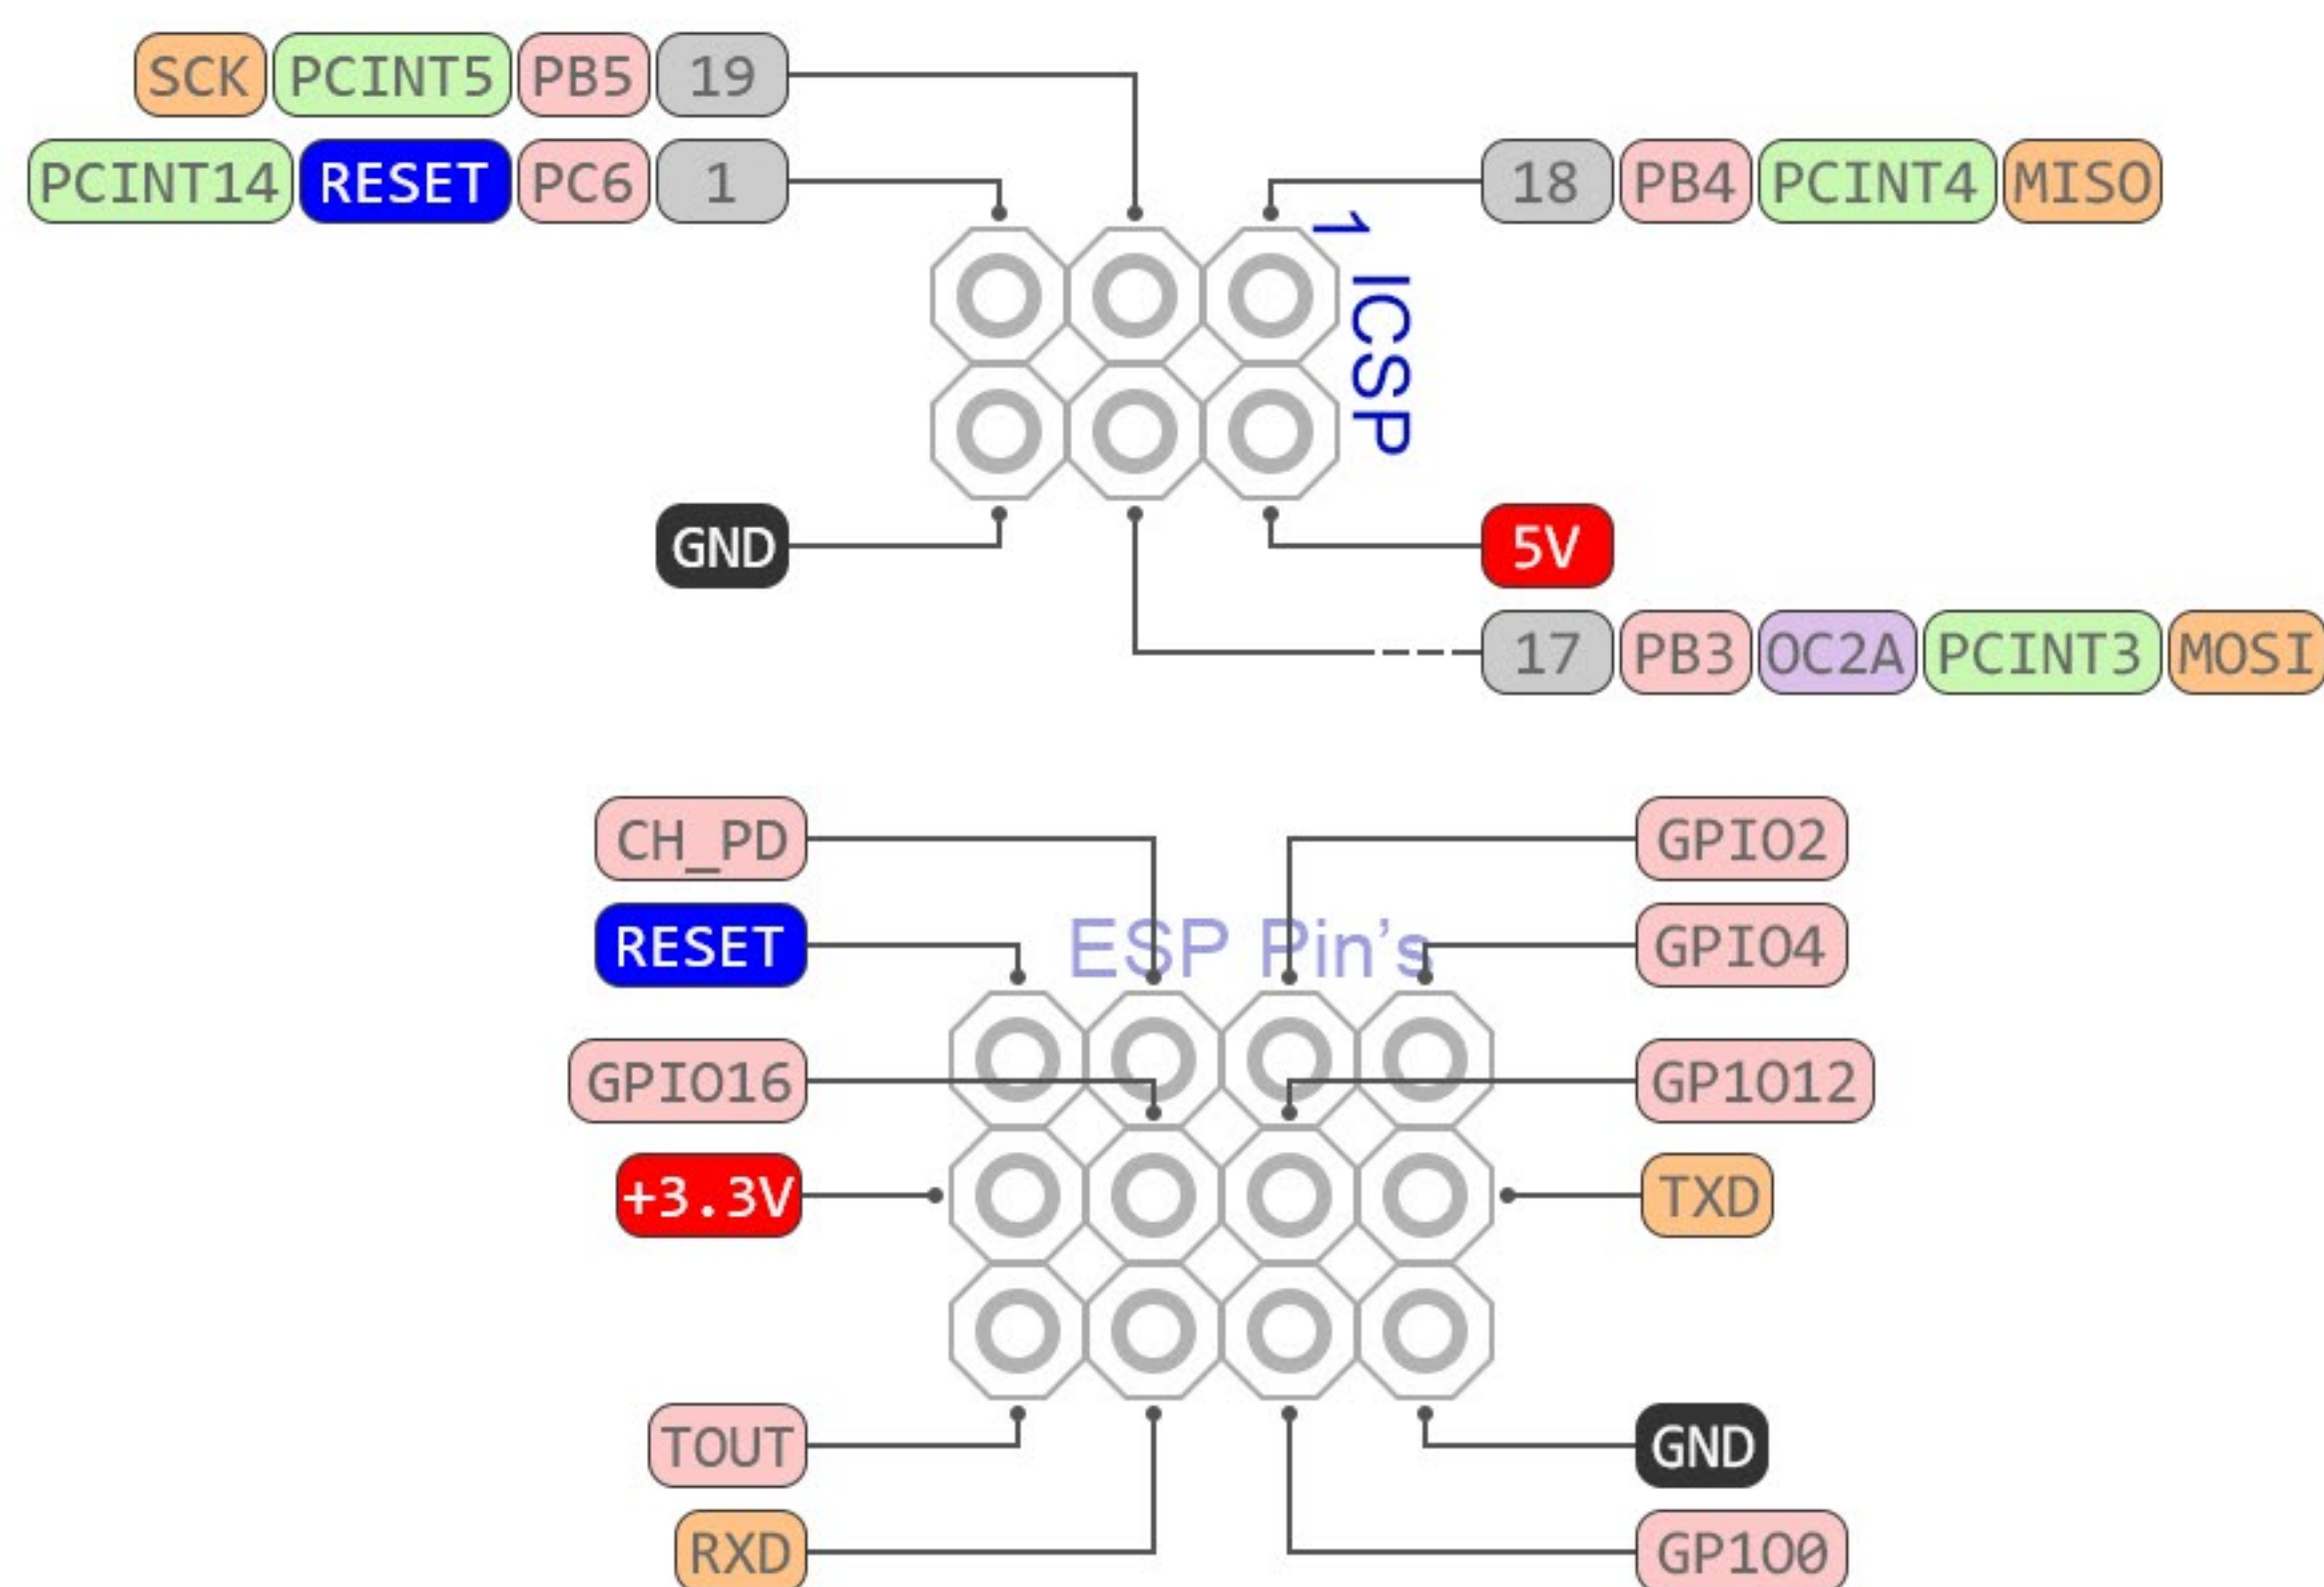 SCK PCINT5 PB5 19
PCINT14 RESET PC6 1
18 PB4 PCINT4 MISO
1 ICSP
GND
5V
17 PB3 OC2A PCINT3 MOSI
CH_PD
GPIO2
RESET
ESP Pin’s
GPIO4
GPIO16
GP1O12
+3.3V
TXD
TOUT
GND
RXD
GP1O0